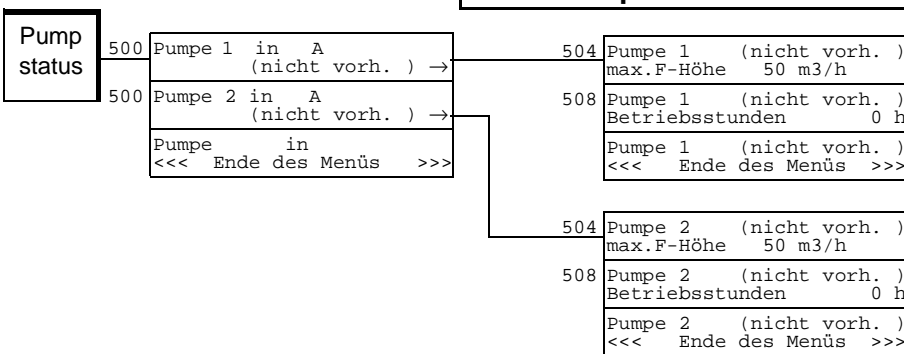 Pump
status
500 Pumpe 1 in A
(nicht vorh. ) →
500 Pumpe 2 in A
(nicht vorh. ) →
Pumpe in
<<< Ende des Menüs >>>
504 Pumpe 1 (nicht vorh. )
max.F-Höhe 50 m3/h
508 Pumpe 1 (nicht vorh. )
Betriebsstunden 0 h
Pumpe 1 (nicht vorh. )
<<< Ende des Menüs >>>
504 Pumpe 2 (nicht vorh. )
max.F-Höhe 50 m3/h
508 Pumpe 2 (nicht vorh. )
Betriebsstunden 0 h
Pumpe 2 (nicht vorh. )
<<< Ende des Menüs >>>